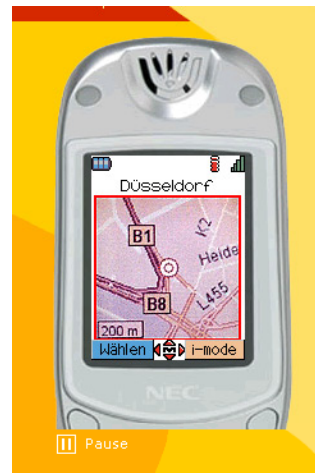 Düsseldorf
B1
K2
Heide
B8
L455
200 m
Wählen
i-mode
NEC
Pause